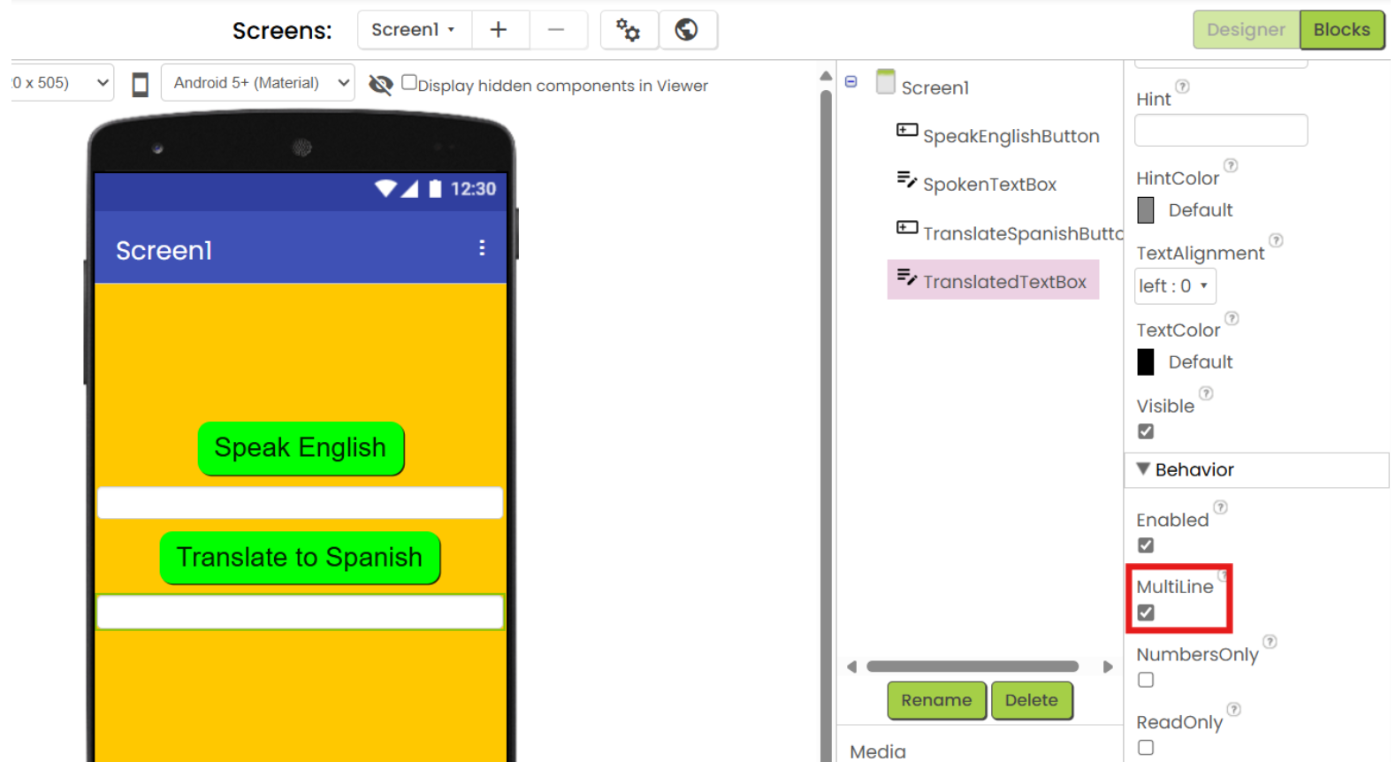 Screens:
Screen1
Designer
Blocks
0 x 505)
Android 5+ (Material)
Display hidden components in Viewer
12:30
Screen1
Speak English
Translate to Spanish
Screen1
SpeakEnglishButton
SpokenTextBox
TranslateSpanishButto
TranslatedTextBox
Rename
Delete
Media
Hint ?
HintColor ?
Default
TextAlignment ?
left : 0
TextColor ?
Default
Visible ?
Behavior
Enabled ?
MultiLine ?
NumbersOnly ?
ReadOnly ?